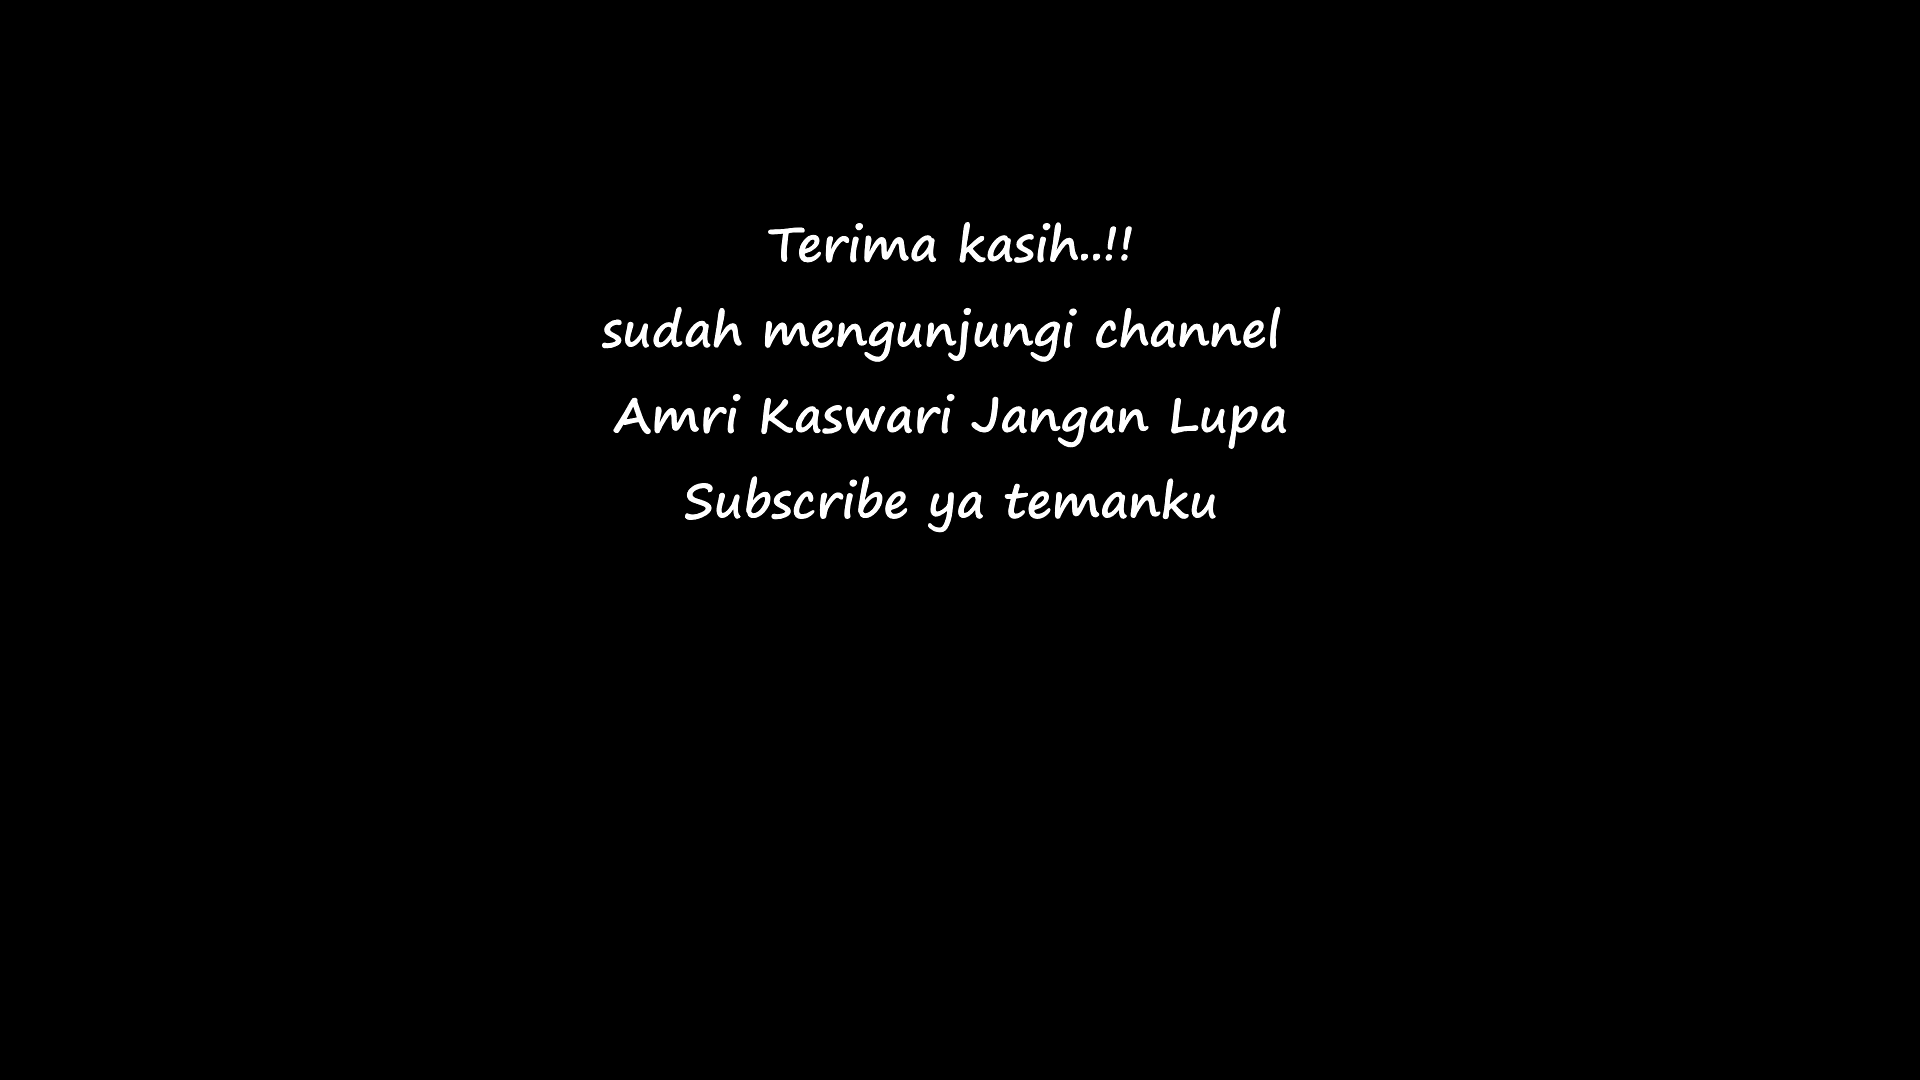 Terima kasih..!!
sudah mengunjungi channel
Amri Kaswari Jangan Lupa
Subscribe ya temanku